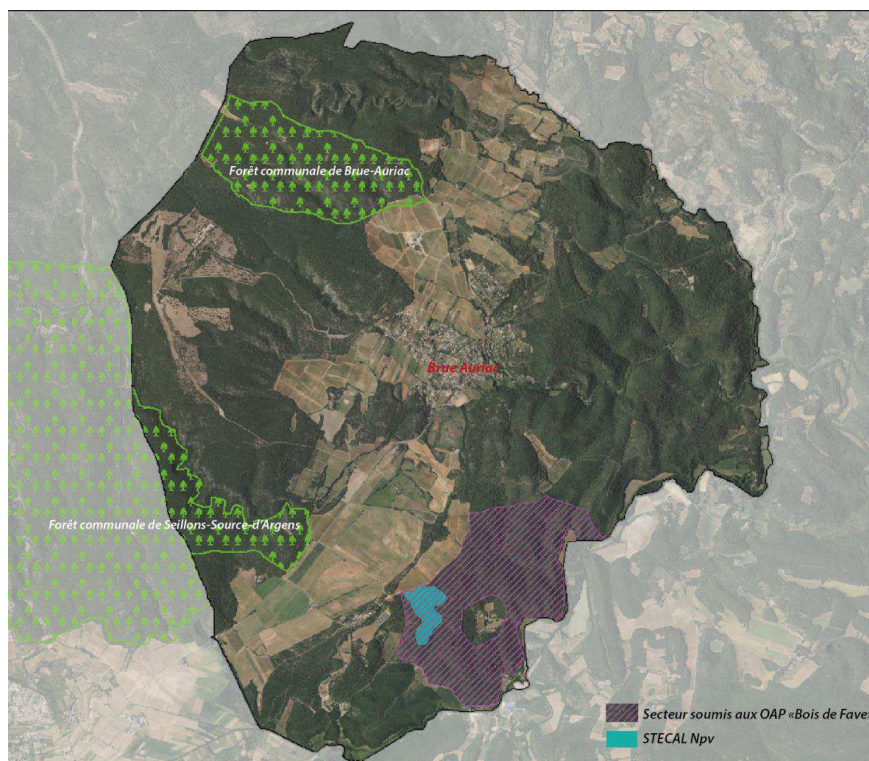 Forêt communale de Brue-Auriac
Brue Auriac
Forêt communale de Seillons-Source-d'Argens
Secteur soumis aux OAP «Bois de Fave
STECAL Npv